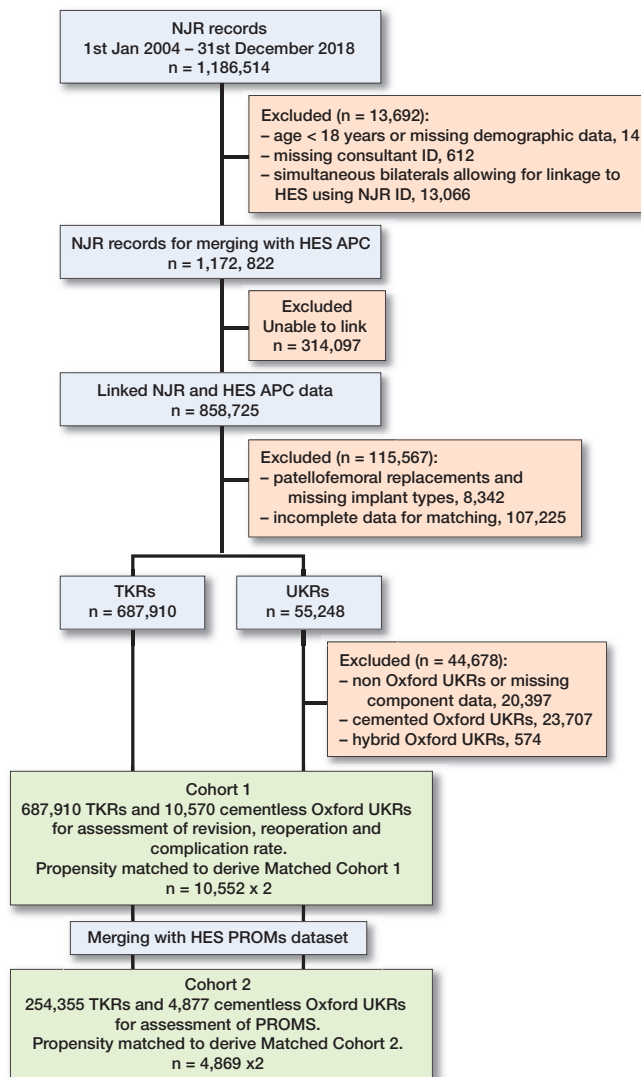 NJR records
1st Jan 2004 – 31st December 2018
n = 1,186,514
Excluded (n = 13,692):
– age < 18 years or missing demographic data, 14
– missing consultant ID, 612
– simultaneous bilaterals allowing for linkage to
HES using NJR ID, 13,066
NJR records for merging with HES APC
n = 1,172, 822
Excluded
Unable to link
n = 314,097
Linked NJR and HES APC data
n = 858,725
Excluded (n = 115,567):
– patellofemoral replacements and
missing implant types, 8,342
– incomplete data for matching, 107,225
TKRs
n = 687,910
UKRs
n = 55,248
Excluded (n = 44,678):
– non Oxford UKRs or missing
component data, 20,397
– cemented Oxford UKRs, 23,707
– hybrid Oxford UKRs, 574
Cohort 1
687,910 TKRs and 10,570 cementless Oxford UKRs
for assessment of revision, reoperation and
complication rate.
Propensity matched to derive Matched Cohort 1
n = 10,552 x 2
Merging with HES PROMs dataset
Cohort 2
254,355 TKRs and 4,877 cementless Oxford UKRs
for assessment of PROMS.
Propensity matched to derive Matched Cohort 2.
n = 4,869 x2